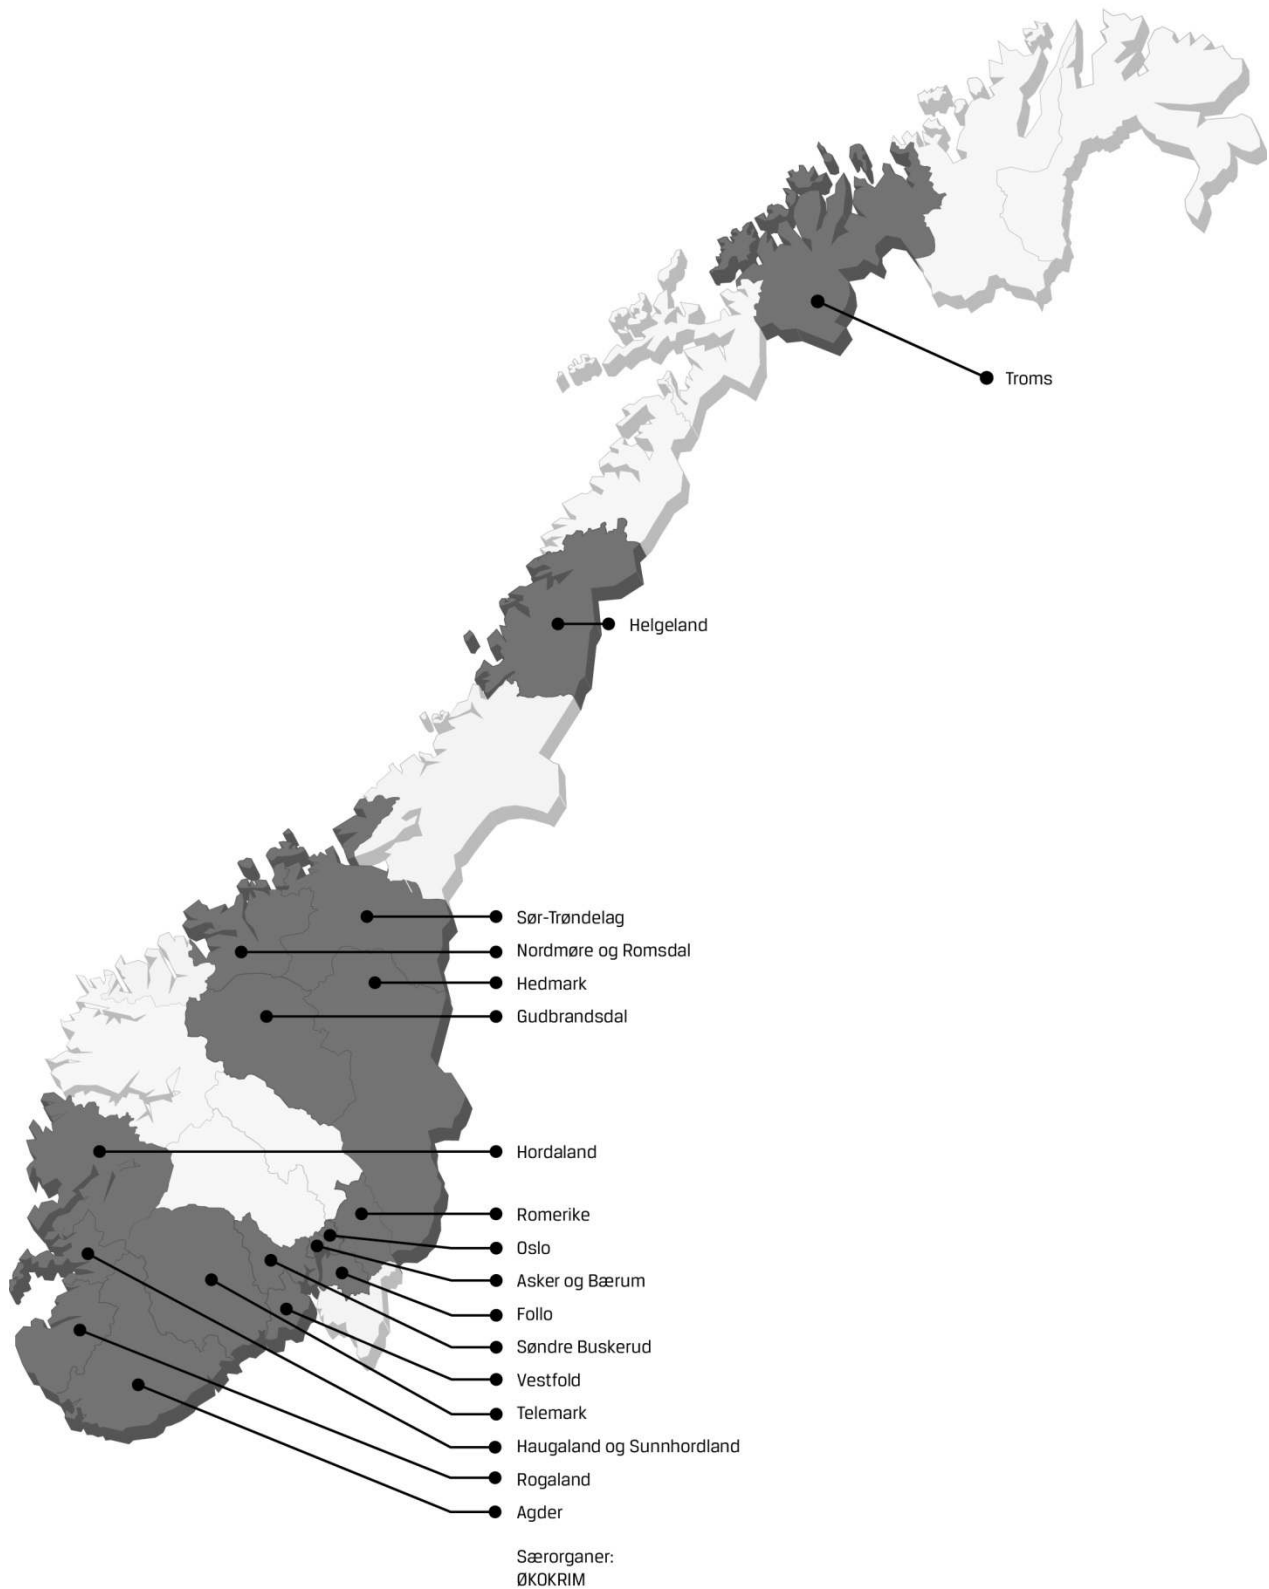 Troms
Helgeland
Sør-Trøndelag
Nordmøre og Romsdal
Hedmark
Gudbrandsdal
Hordaland
Romerike
Oslo
Asker og Bærum
Follo
Søndre Buskerud
Vestfold
Telemark
Haugaland og Sunnhordland
Rogaland
Agder
Særorganer:
ØKOKRIM